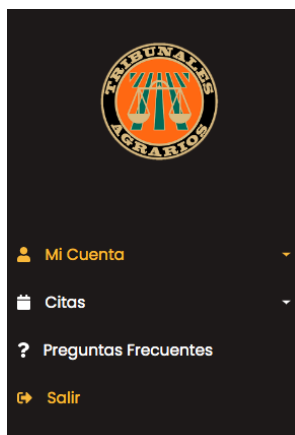 TRIBUNALES
AGRARIOS
Mi Cuenta
Citas
Preguntas Frecuentes
Salir